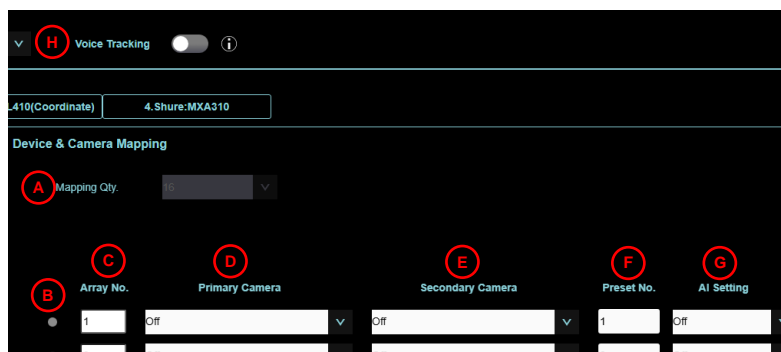 H Voice Tracking
L410(Coordinate) 4.Shure:MXA310
Device & Camera Mapping
A Mapping Qty. 16
C D E F G
B Array No. Primary Camera Secondary Camera Preset No. AI Setting
1 Off Off 1 Off